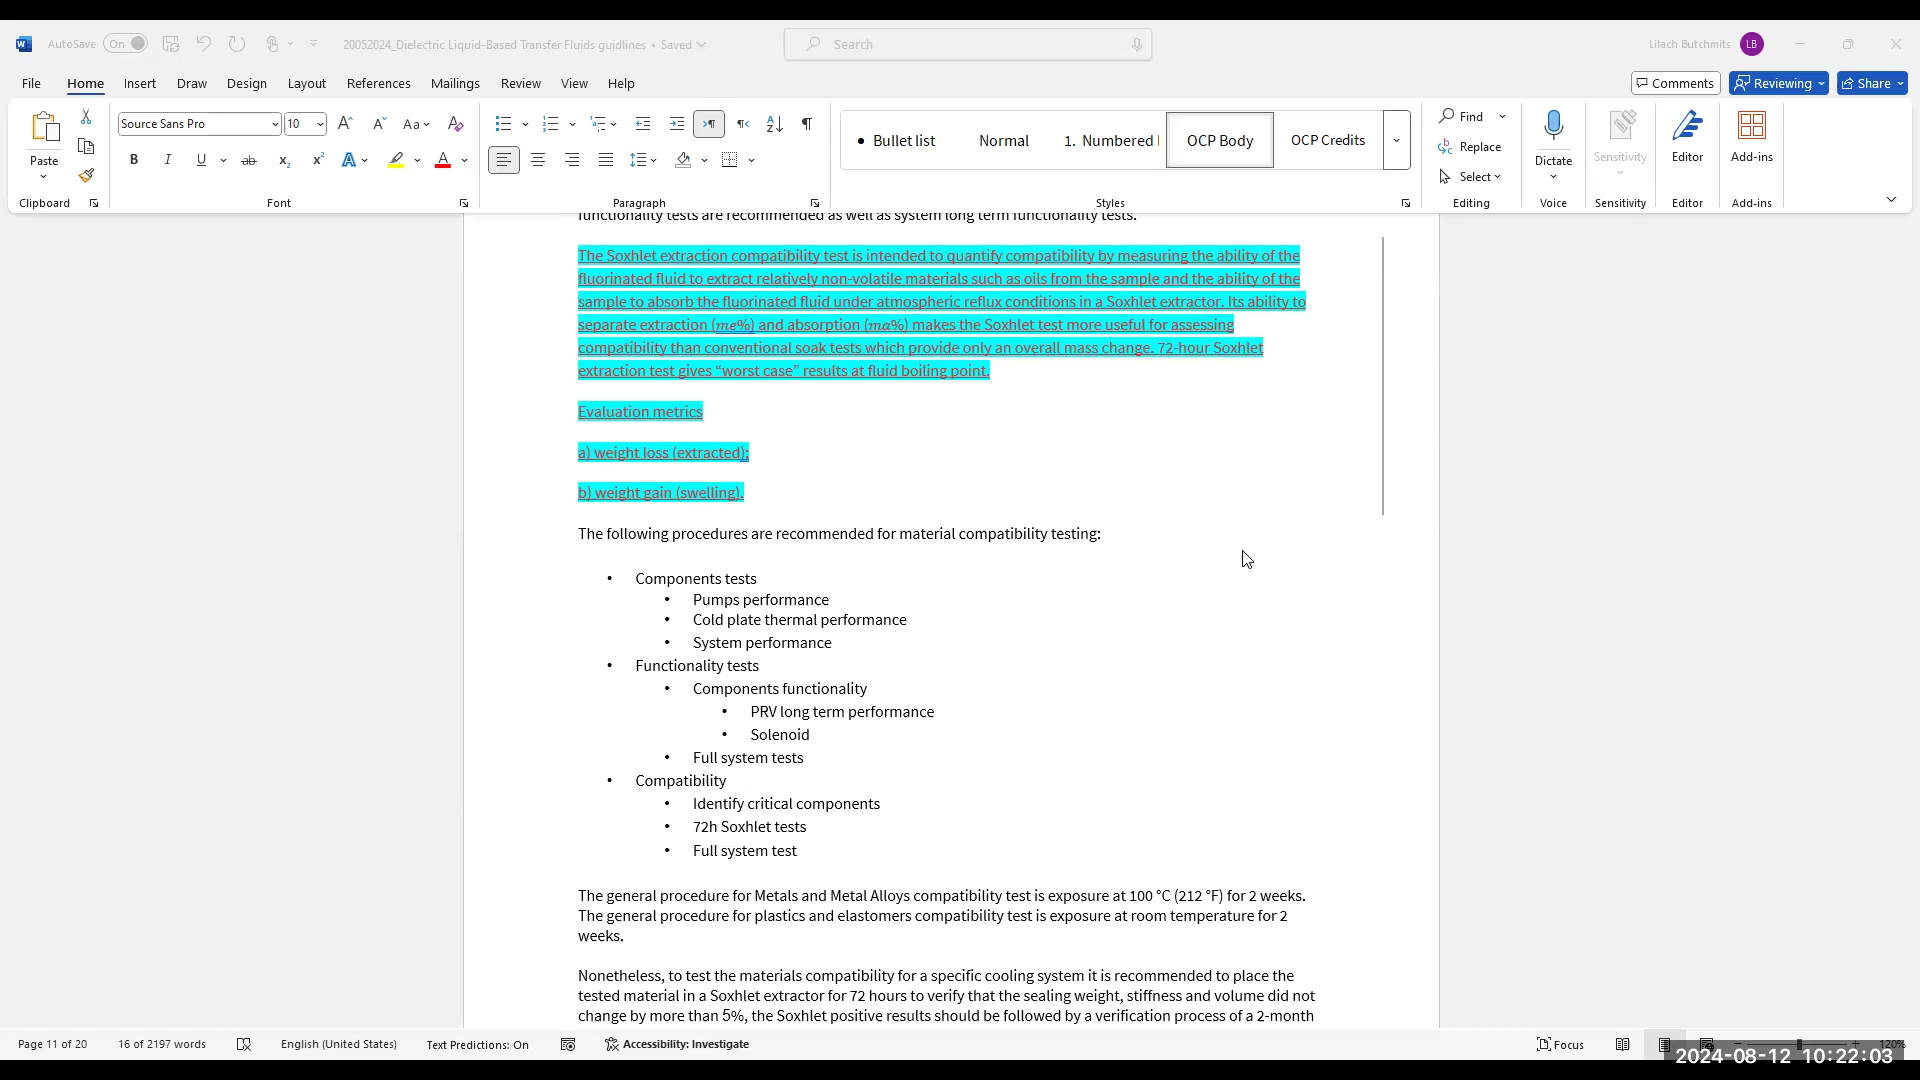 AutoSave On 20052024_Dielectric Liquid-Based Transfer Fluids guidlines • Saved Search Lilach Butchmits LB
File Home Insert Draw Design Layout References Mailings Review View Help Comments Reviewing Share
Source Sans Pro 10 Aa
Bullet list Normal 1. Numbered OCP Body OCP Credits
Find
Replace
Select
Paste Dictate Sensitivity Editor Add-ins
Clipboard Font Paragraph Styles Editing Voice Sensitivity Editor Add-ins
functionality tests are recommended as well as system long term functionality tests.
The Soxhlet extraction compatibility test is intended to quantify compatibility by measuring the ability of the
fluorinated fluid to extract relatively non-volatile materials such as oils from the sample and the ability of the
sample to absorb the fluorinated fluid under atmospheric reflux conditions in a Soxhlet extractor. Its ability to
separate extraction (me%) and absorption (ma%) makes the Soxhlet test more useful for assessing
compatibility than conventional soak tests which provide only an overall mass change. 72-hour Soxhlet
extraction test gives “worst case” results at fluid boiling point.
Evaluation metrics
a) weight loss (extracted);
b) weight gain (swelling).
The following procedures are recommended for material compatibility testing:
• Components tests
• Pumps performance
• Cold plate thermal performance
• System performance
• Functionality tests
• Components functionality
• PRV long term performance
• Solenoid
• Full system tests
• Compatibility
• Identify critical components
• 72h Soxhlet tests
• Full system test
The general procedure for Metals and Metal Alloys compatibility test is exposure at 100 °C (212 °F) for 2 weeks.
The general procedure for plastics and elastomers compatibility test is exposure at room temperature for 2
weeks.
Nonetheless, to test the materials compatibility for a specific cooling system it is recommended to place the
tested material in a Soxhlet extractor for 72 hours to verify that the sealing weight, stiffness and volume did not
change by more than 5%, the Soxhlet positive results should be followed by a verification process of a 2-month
Page 11 of 20 16 of 2197 words English (United States) Text Predictions: On Accessibility: Investigate Focus 120%
2024-08-12 10:22:03